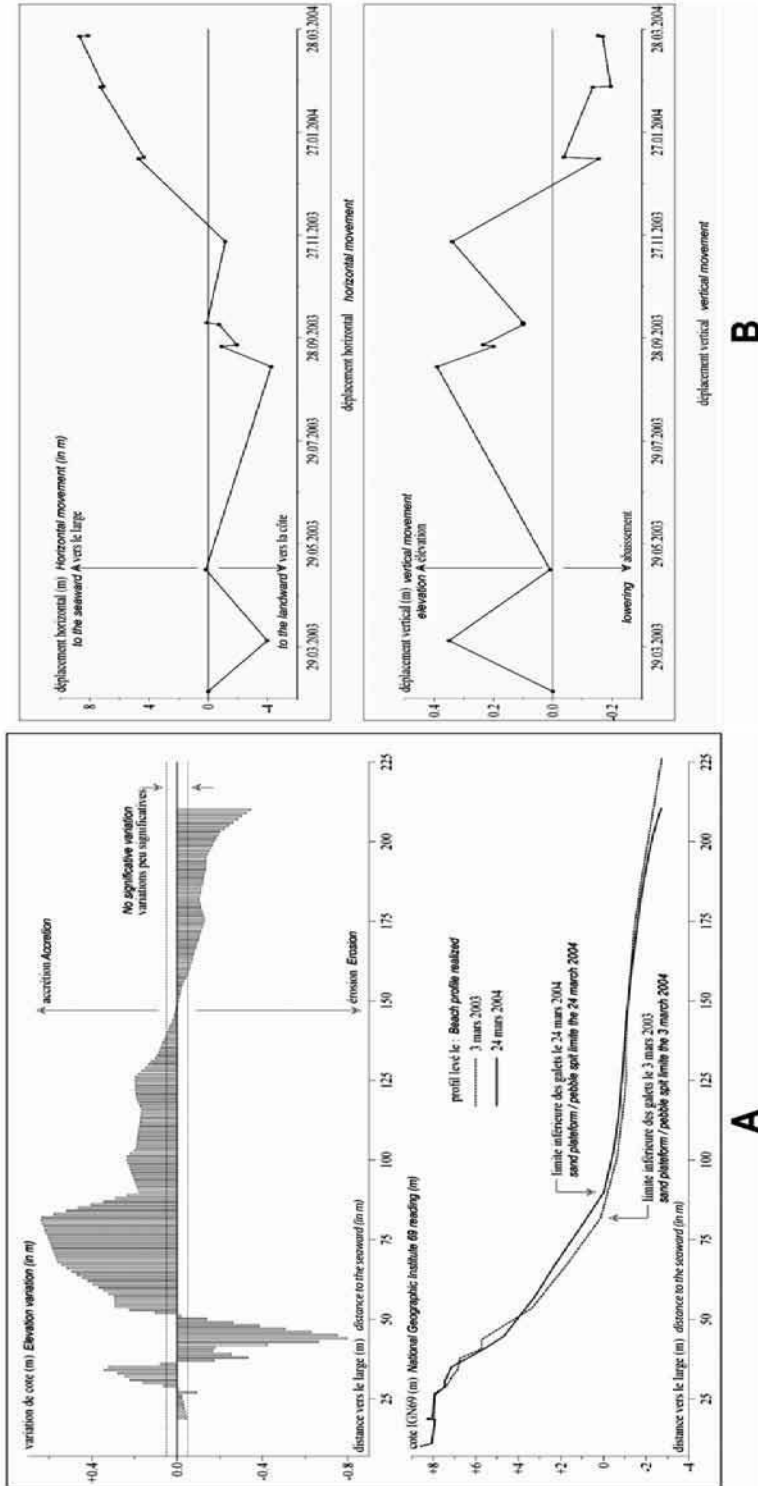 variation de cote (m) Elevation variation (in m)
accrétion Accretion
No significative variation
variations peu significatives
érosion Erosion
distance vers le large (m) distance to the seaward (in m)
+0.4
0.0
-0.4
-0.8
25
50
75
100
125
150
175
200
225
cote IGN69 (m) National Geographic Institute 69 reading (m)
profil levé le : Beach profile realized
3 mars 2003
24 mars 2004
limite inférieure des galets le 24 mars 2004
sand plateform / pebble spit limite the 24 march 2004
limite inférieure des galets le 3 mars 2003
sand plateform / pebble spit limite the 3 march 2004
distance vers le large (m) distance to the seaward (in m)
+8
+6
+4
+2
0
-2
-4
25
50
75
100
125
150
175
200
225
A
déplacement horizontal (m) Horizontal movement (in m)
to the seaward vers le large
to the landward vers la côte
8
4
0
-4
29.03.2003
29.05.2003
29.07.2003
28.09.2003
27.11.2003
27.01.2004
28.03.2004
déplacement horizontal horizontal movement
déplacement vertical (m) vertical movement
elevation élévation
lowering abaissement
0.4
0.2
0.0
-0.2
29.03.2003
29.05.2003
29.07.2003
28.09.2003
27.11.2003
27.01.2004
28.03.2004
déplacement vertical vertical movement
B